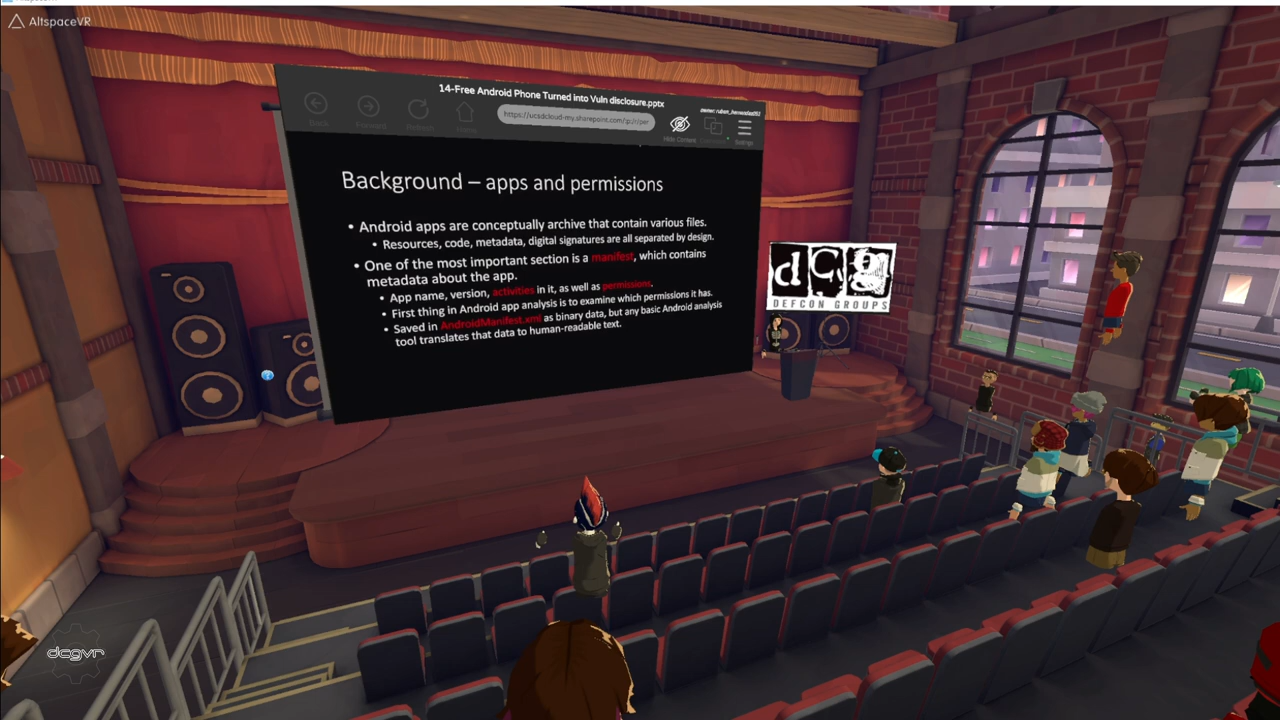 AltspaceVR
14-Free Android Phone Turned into Vuln disclosure.pptx
https://ucsdcloud-my.sharepoint.com/:p:/r/per
Back
Forward
Refresh
Home
Hide Content
Settings
Background – apps and permissions
• Android apps are conceptually archive that contain various files.
• Resources, code, metadata, digital signatures are all separated by design.
• One of the most important section is a manifest, which contains
metadata about the app.
• App name, version, activities in it, as well as permissions.
• First thing in Android app analysis is to examine which permissions it has.
• Saved in AndroidManifest.xml as binary data, but any basic Android analysis
tool translates that data to human-readable text.
dcg
DEFCON GROUPS
dcgvr